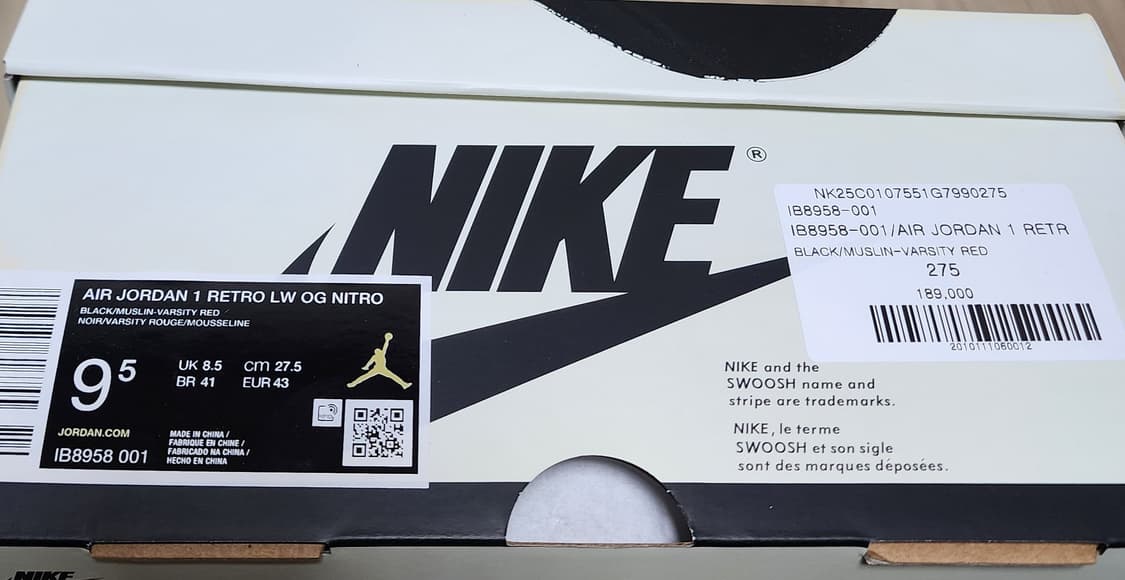 NIKE®
NK25C0107551G7990275
IB8958-001
IB8958-001/AIR JORDAN 1 RETR
BLACK/MUSLIN-VARSITY RED
275
189,000
2010111060012
AIR JORDAN 1 RETRO LW OG NITRO
BLACK/MUSLIN-VARSITY RED
NOIR/VARSITY ROUGE/MOUSSELINE
9 5
UK 8.5 cm 27.5
BR 41 EUR 43
JORDAN.COM
IB8958 001
MADE IN CHINA /
FABRIQUE EN CHINE /
FABRICADO NA CHINA /
HECHO EN CHINA
NIKE and the
SWOOSH name and
stripe are trademarks.
NIKE, le terme
SWOOSH et son sigle
sont des marques déposées.
NIKE